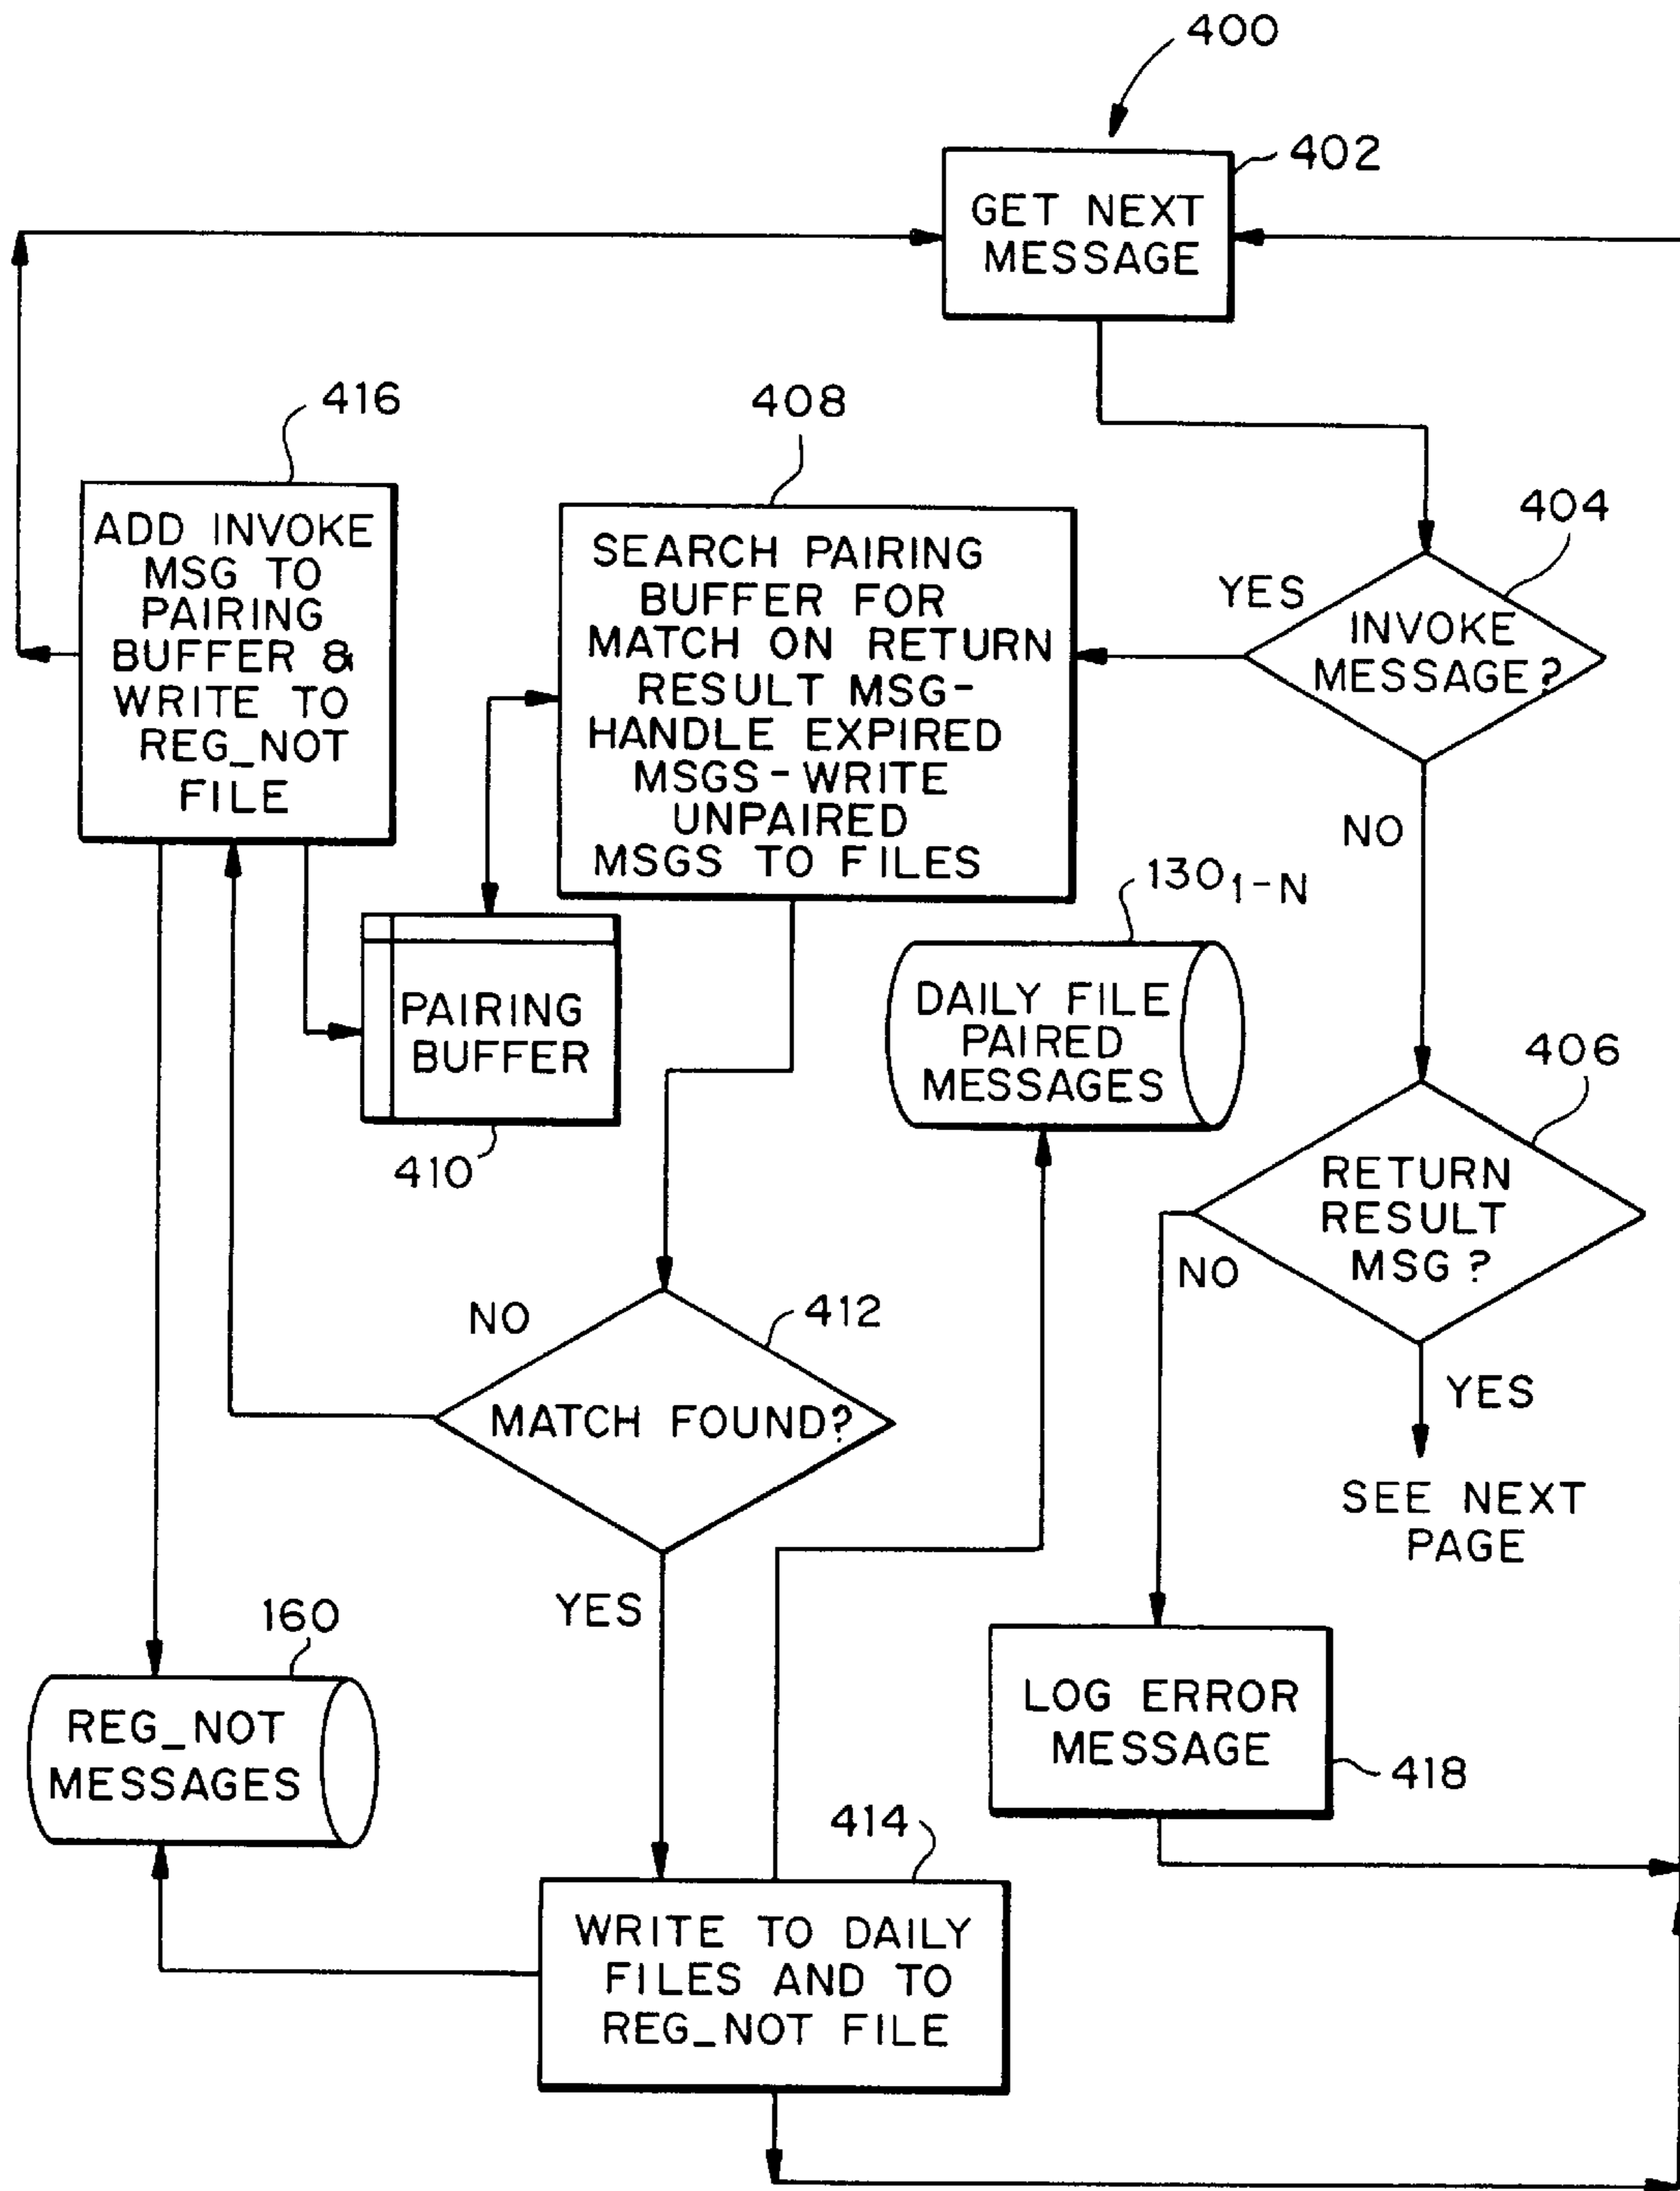 400
402
GET NEXT
MESSAGE
416
408
404
ADD INVOKE
MSG TO
PAIRING
BUFFER &
WRITE TO
REG_NOT
FILE
SEARCH PAIRING
BUFFER FOR
MATCH ON RETURN
RESULT MSG-
HANDLE EXPIRED
MSGS-WRITE
UNPAIRED
MSGS TO FILES
YES
INVOKE
MESSAGE?
NO
130 1-N
PAIRING
BUFFER
410
DAILY FILE
PAIRED
MESSAGES
406
RETURN
RESULT
MSG?
NO
YES
SEE NEXT
PAGE
NO
412
MATCH FOUND?
YES
160
REG_NOT
MESSAGES
LOG ERROR
MESSAGE
418
414
WRITE TO DAILY
FILES AND TO
REG_NOT FILE